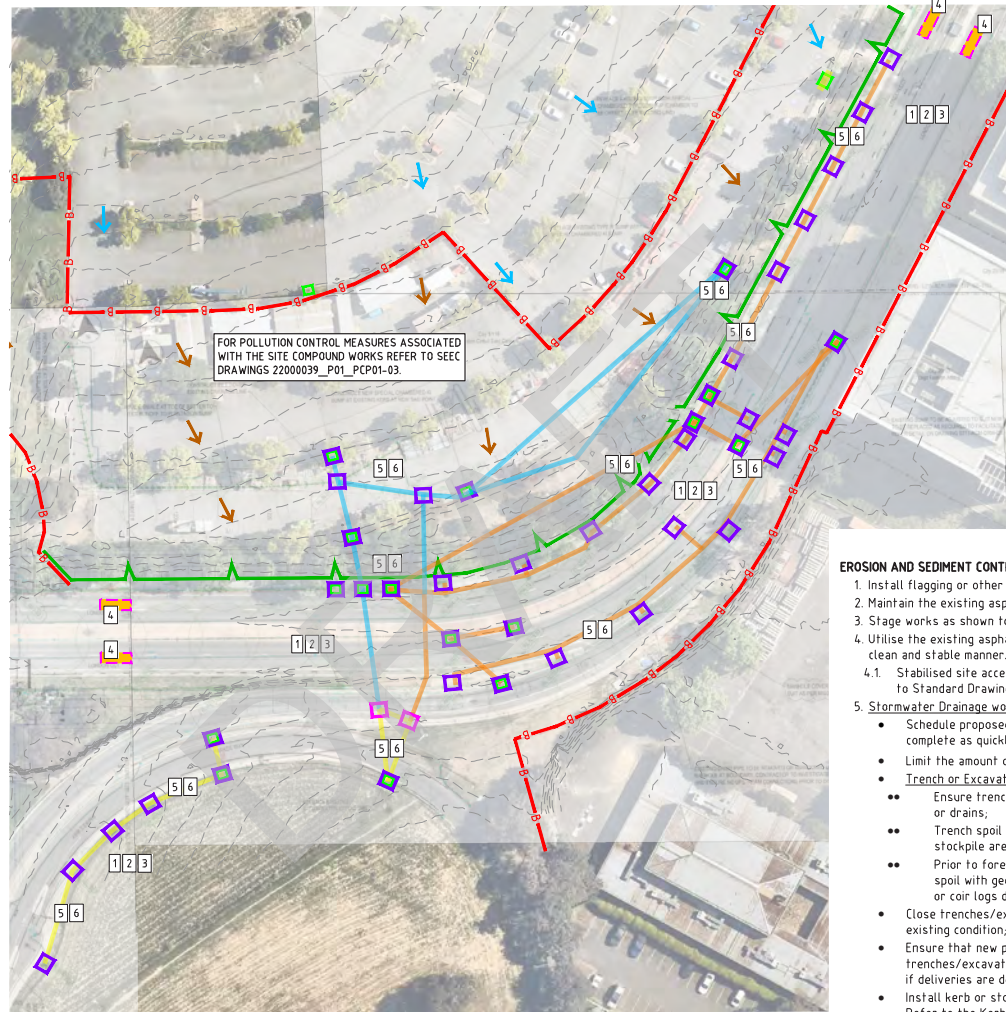 4
4
1 2 3
5 6
5 6
5 6
FOR POLLUTION CONTROL MEASURES ASSOCIATED
WITH THE SITE COMPOUND WORKS REFER TO SEEC
DRAWINGS 22000039_P01_PCP01-03.
5 6
5 6
5 6
1 2 3
5 6
4
4
1 2 3
5 6
5 6
5 6
1 2 3
5 6
B
EROSION AND SEDIMENT CONT
1. Install flagging or other
2. Maintain the existing asp
3. Stage works as shown to
4. Utilise the existing asph
clean and stable manner.
4.1. Stabilised site acce
to Standard Drawin
5. Stormwater Drainage wo
• Schedule propose
complete as quickl
• Limit the amount o
• Trench or Excavat
•• Ensure trenc
or drains;
•• Trench spoil
stockpile are
•• Prior to fore
spoil with geo
or coir logs d
• Close trenches/ex
existing condition;
• Ensure that new p
trenches/excavat
if deliveries are d
• Install kerb or sto